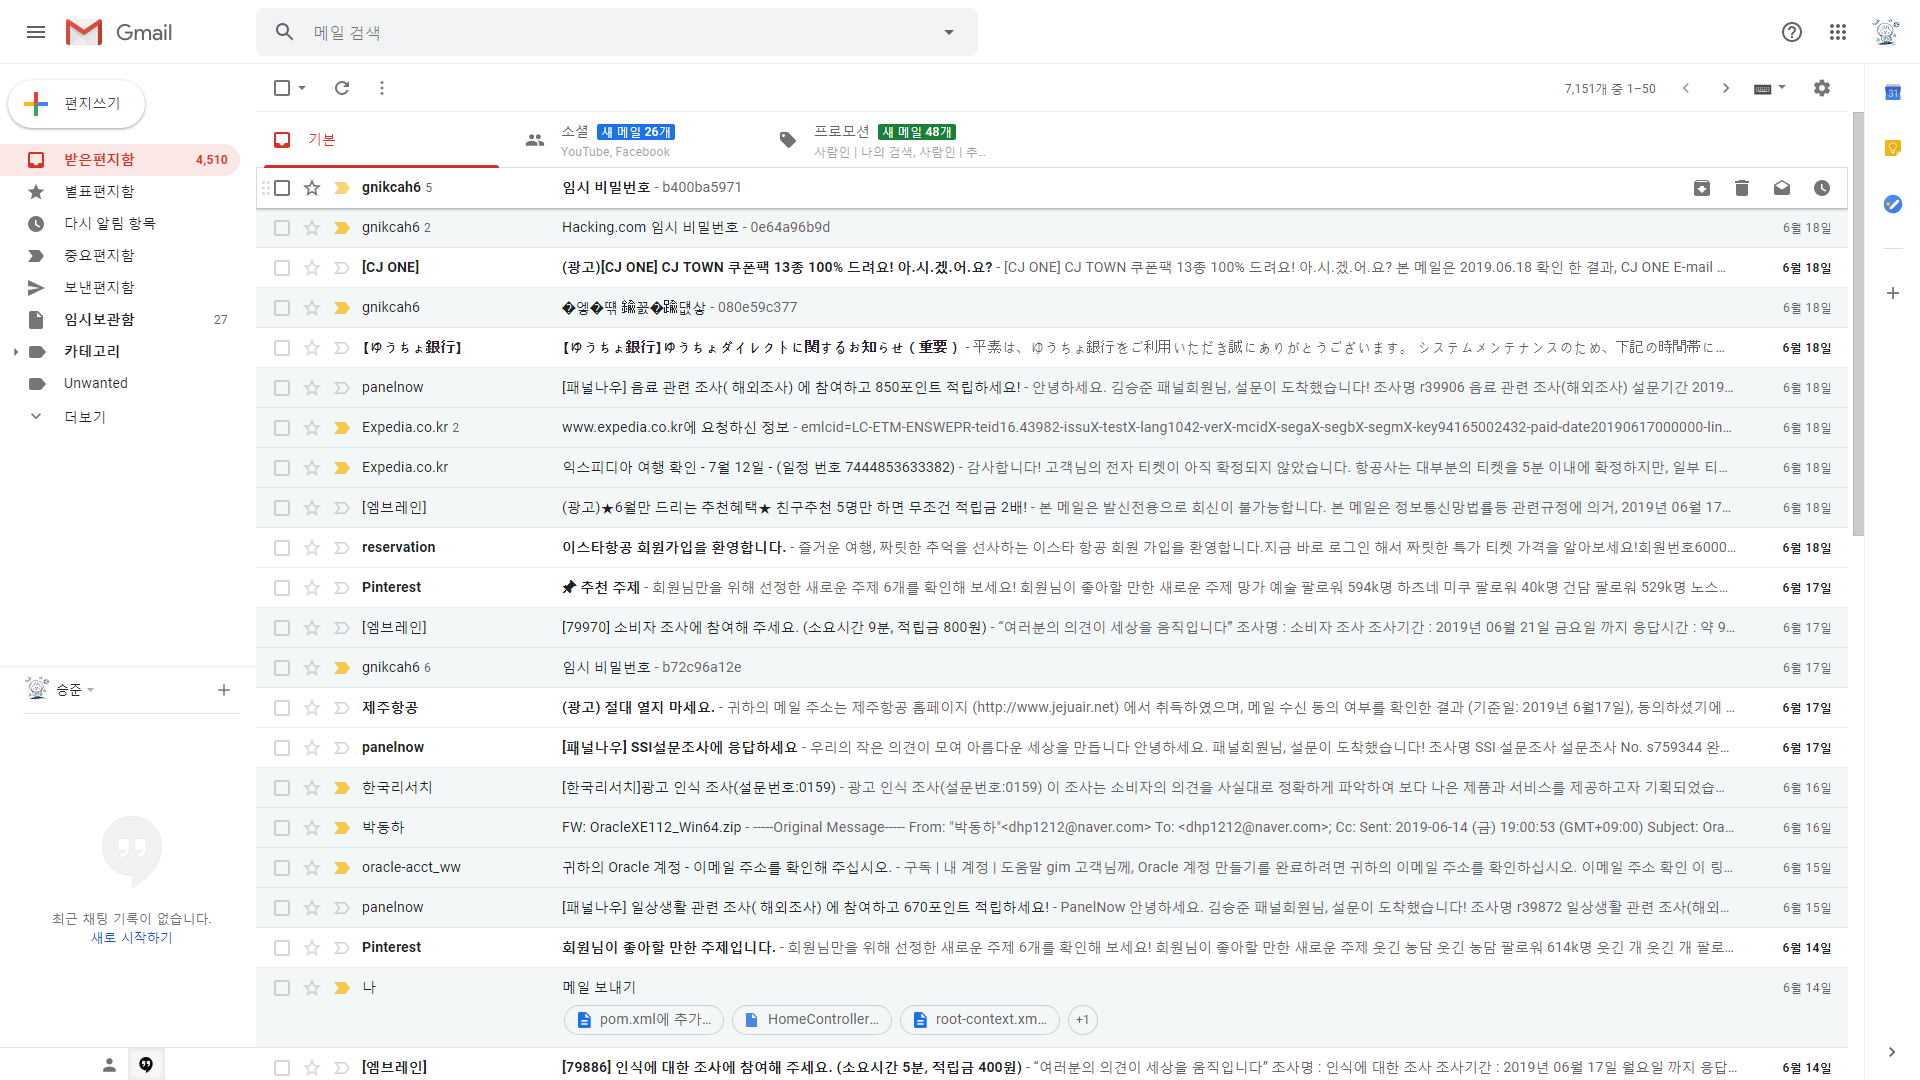 Gmail
메일 검색
편지쓰기
받은편지함 4,510
별표편지함
다시 알림 항목
중요편지함
보낸편지함
임시보관함 27
카테고리
Unwanted
더보기
승준
최근 채팅 기록이 없습니다.
새로 시작하기
7,151개 중 1–50
기본
소셜 새 메일 26개
YouTube, Facebook
프로모션 새 메일 48개
사람인 | 나의 검색, 사람인 | 추…
gnikcah6 5 임시 비밀번호 - b400ba5971
gnikcah6 2 Hacking.com 임시 비밀번호 - 0e64a96b9d 6월 18일
[CJ ONE] (광고)[CJ ONE] CJ TOWN 쿠폰팩 13종 100% 드려요! 아.시.겠.어.요? - [CJ ONE] CJ TOWN 쿠폰팩 13종 100% 드려요! 아.시.겠.어.요? 본 메일은 2019.06.18 확인 한 결과, CJ ONE E-mail … 6월 18일
gnikcah6 - 080e59c377 6월 18일
【ゆうちょ銀行】 【ゆうちょ銀行】ゆうちょダイレクトに関するお知らせ（重要） - 平素は、ゆうちょ銀行をご利用いただき誠にありがとうございます。 システムメンテナンスのため、下記の時間帯に… 6월 18일
panelnow [패널나우] 음료 관련 조사( 해외조사) 에 참여하고 850포인트 적립하세요! - 안녕하세요. 김승준 패널회원님, 설문이 도착했습니다! 조사명 r39906 음료 관련 조사(해외조사) 설문기간 2019… 6월 18일
Expedia.co.kr 2 www.expedia.co.kr에 요청하신 정보 - emlcid=LC-ETM-ENSWEPR-teid16.43982-issuX-testX-lang1042-verX-mcidX-segaX-segbX-segmX-key94165002432-paid-date20190617000000-lin… 6월 18일
Expedia.co.kr 익스피디아 여행 확인 - 7월 12일 - (일정 번호 7444853633382) - 감사합니다! 고객님의 전자 티켓이 아직 확정되지 않았습니다. 항공사는 대부분의 티켓을 5분 이내에 확정하지만, 일부 티… 6월 18일
[엠브레인] (광고)★6월만 드리는 추천혜택★ 친구추천 5명만 하면 무조건 적립금 2배! - 본 메일은 발신전용으로 회신이 불가능합니다. 본 메일은 정보통신망법률등 관련규정에 의거, 2019년 06월 17… 6월 18일
reservation 이스타항공 회원가입을 환영합니다. - 즐거운 여행, 짜릿한 추억을 선사하는 이스타 항공 회원 가입을 환영합니다.지금 바로 로그인 해서 짜릿한 특가 티켓 가격을 알아보세요!회원번호6000… 6월 18일
Pinterest 📌 추천 주제 - 회원님만을 위해 선정한 새로운 주제 6개를 확인해 보세요! 회원님이 좋아할 만한 새로운 주제 망가 예술 팔로워 594k명 하츠네 미쿠 팔로워 40k명 건담 팔로워 529k명 노스… 6월 17일
[엠브레인] [79970] 소비자 조사에 참여해 주세요. (소요시간 9분, 적립금 800원) - “여러분의 의견이 세상을 움직입니다” 조사명 : 소비자 조사 조사기간 : 2019년 06월 21일 금요일 까지 응답시간 : 약 9… 6월 17일
gnikcah6 6 임시 비밀번호 - b72c96a12e 6월 17일
제주항공 (광고) 절대 열지 마세요. - 귀하의 메일 주소는 제주항공 홈페이지 (http://www.jejuair.net) 에서 취득하였으며, 메일 수신 동의 여부를 확인한 결과 (기준일: 2019년 6월17일), 동의하셨기에 … 6월 17일
panelnow [패널나우] SSI설문조사에 응답하세요 - 우리의 작은 의견이 모여 아름다운 세상을 만듭니다 안녕하세요. 패널회원님, 설문이 도착했습니다! 조사명 SSI 설문조사 설문조사 No. s759344 완… 6월 17일
한국리서치 [한국리서치]광고 인식 조사(설문번호:0159) - 광고 인식 조사(설문번호:0159) 이 조사는 소비자의 의견을 사실대로 정확하게 파악하여 보다 나은 제품과 서비스를 제공하고자 기획되었습… 6월 16일
박동하 FW: OracleXE112_Win64.zip - -----Original Message----- From: "박동하"<dhp1212@naver.com> To: <dhp1212@naver.com>; Cc: Sent: 2019-06-14 (금) 19:00:53 (GMT+09:00) Subject: Ora… 6월 16일
oracle-acct_ww 귀하의 Oracle 계정 - 이메일 주소를 확인해 주십시오. - 구독 | 내 계정 | 도움말 gim 고객님께, Oracle 계정 만들기를 완료하려면 귀하의 이메일 주소를 확인하십시오. 이메일 주소 확인 이 링… 6월 15일
panelnow [패널나우] 일상생활 관련 조사( 해외조사) 에 참여하고 670포인트 적립하세요! - PanelNow 안녕하세요. 김승준 패널회원님, 설문이 도착했습니다! 조사명 r39872 일상생활 관련 조사(해외… 6월 15일
Pinterest 회원님이 좋아할 만한 주제입니다. - 회원님만을 위해 선정한 새로운 주제 6개를 확인해 보세요! 회원님이 좋아할 만한 새로운 주제 웃긴 농담 웃긴 농담 팔로워 614k명 웃긴 개 웃긴 개 팔로… 6월 14일
나 메일 보내기 6월 14일
pom.xml에 추가… HomeController… root-context.xm… +1
[엠브레인] [79886] 인식에 대한 조사에 참여해 주세요. (소요시간 5분, 적립금 400원) - “여러분의 의견이 세상을 움직입니다” 조사명 : 인식에 대한 조사 조사기간 : 2019년 06월 17일 월요일 까지 응답… 6월 14일